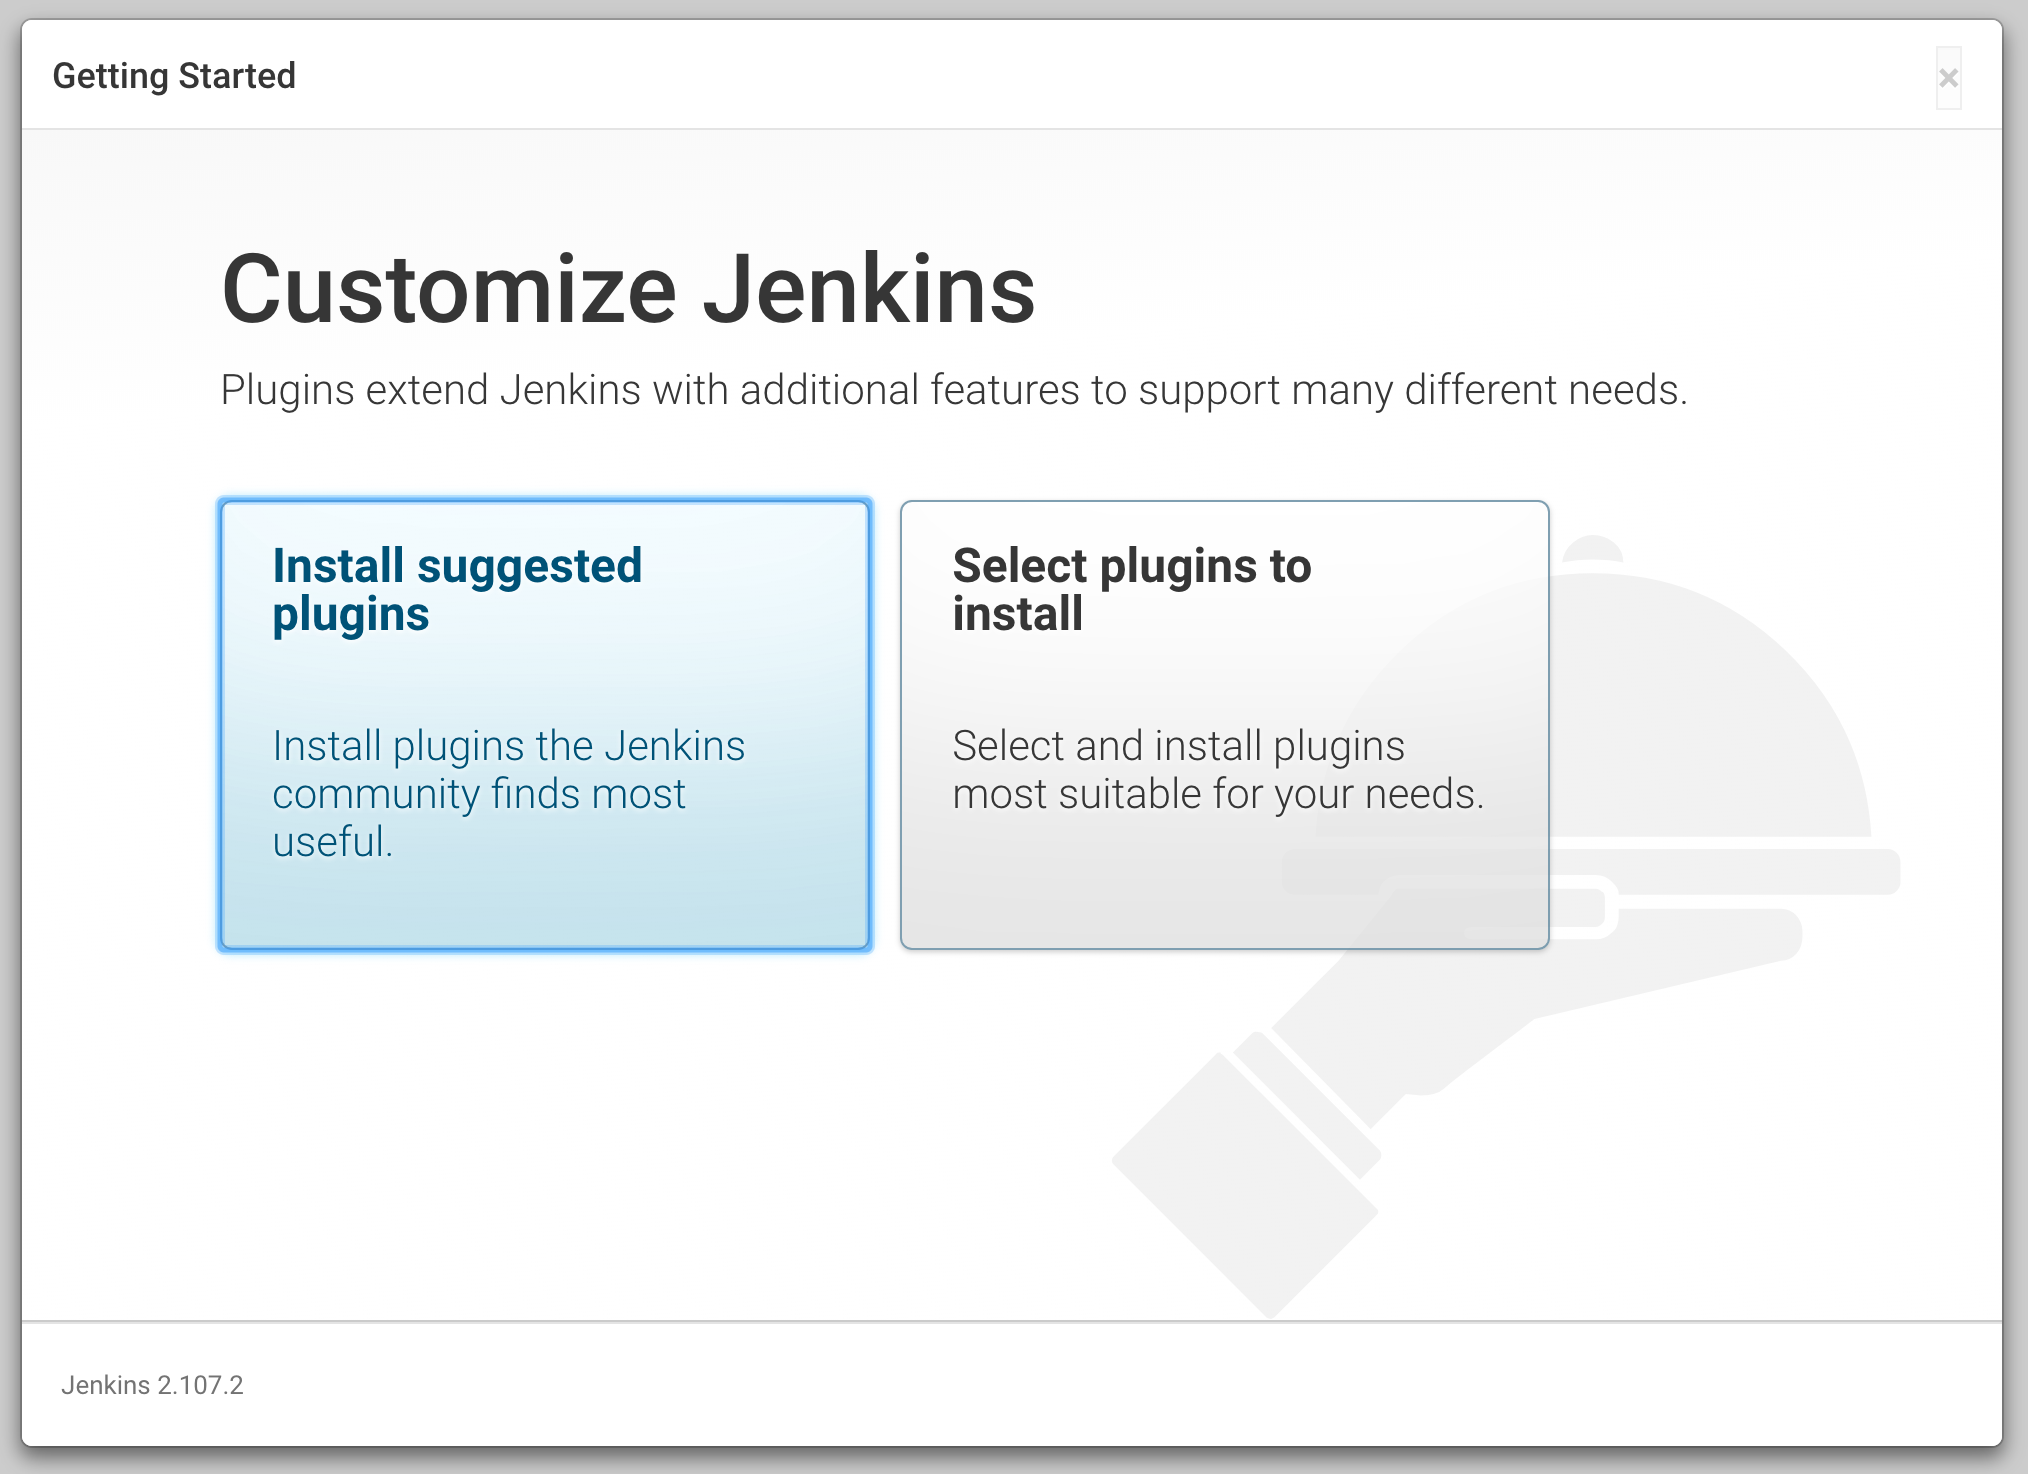 Getting Started
×
Customize Jenkins
Plugins extend Jenkins with additional features to support many different needs.
Install suggested
plugins
Install plugins the Jenkins
community finds most
useful.
Select plugins to
install
Select and install plugins
most suitable for your needs.
Jenkins 2.107.2